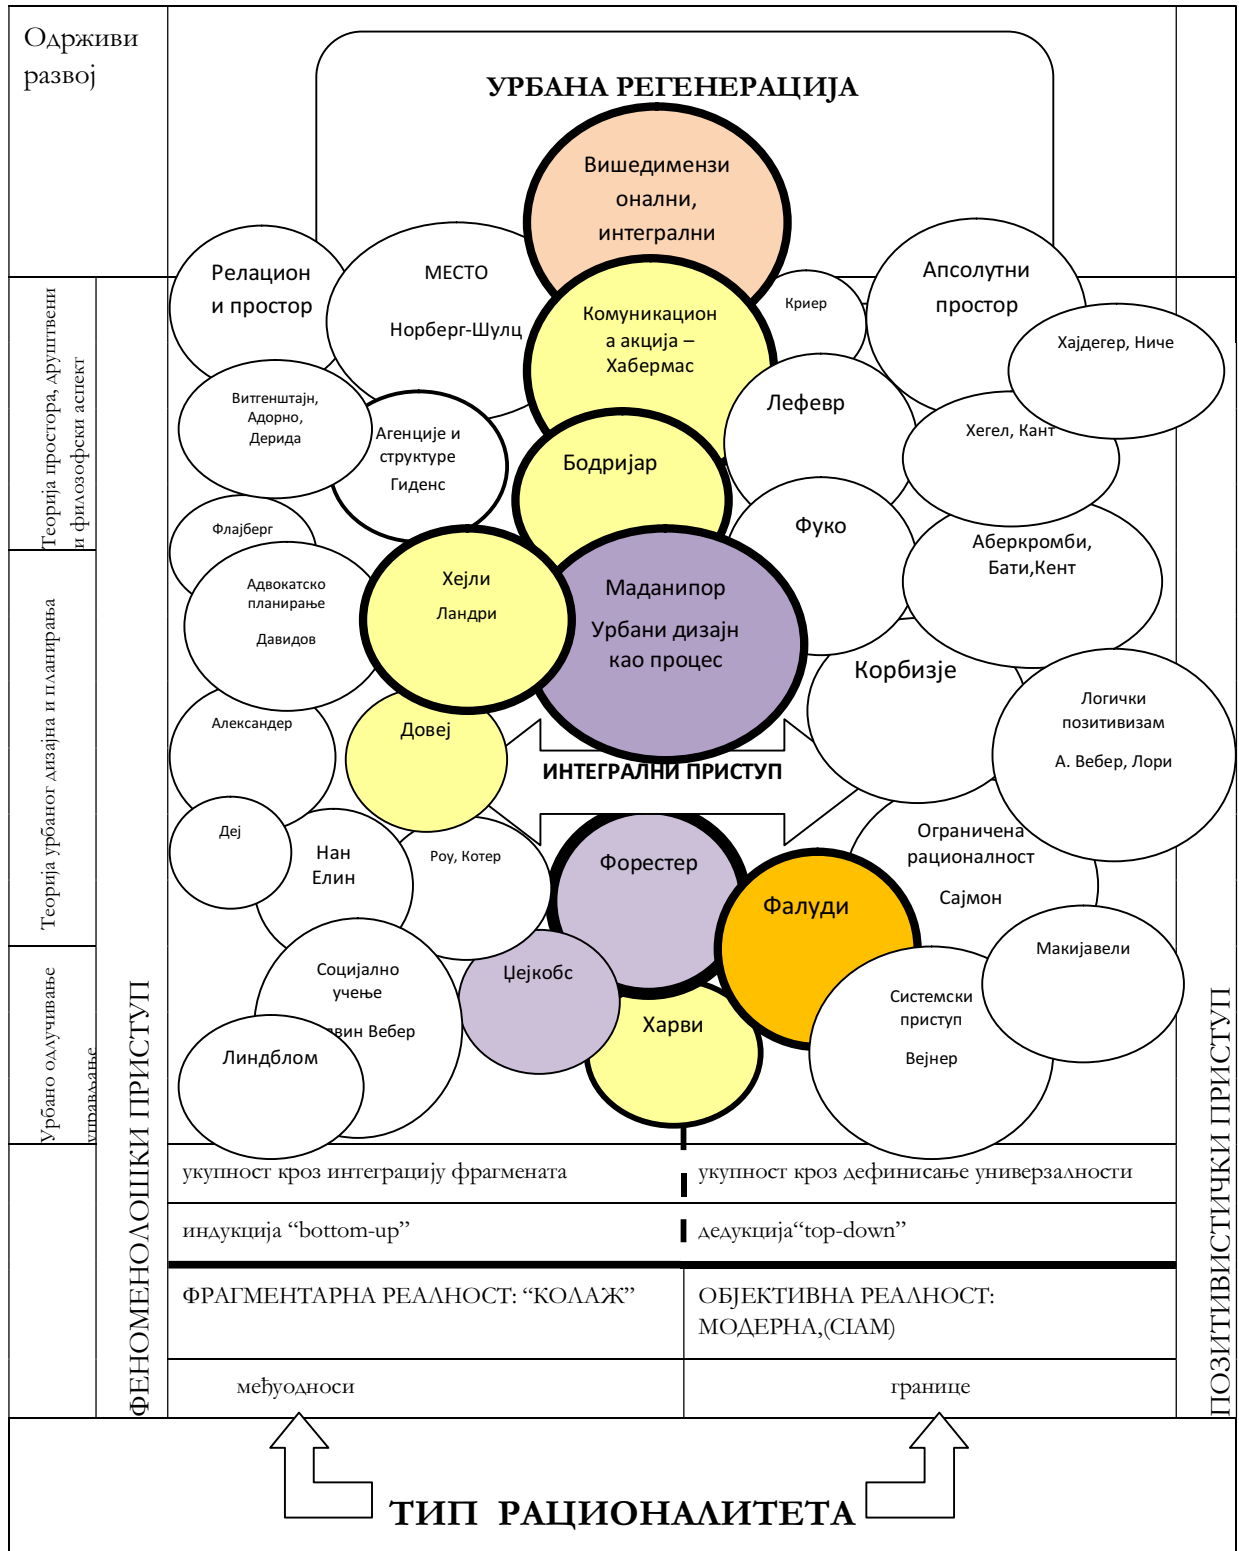 Одрживи
развој
УРБАНА РЕГЕНЕРАЦИЈА
Вишедимензи
онални,
интегрални
Релацион
и простор
МЕСТО
Норберг-Шулц
Комуникацион
а акција –
Хабермас
Криер
Апсолутни
простор
Хајдегер, Ниче
Витгенштајн,
Адорно,
Дерида
Агенције и
структуре
Гиденс
Бодријар
Лефевр
Хегел, Кант
Флајберг
Фуко
Аберкромби,
Бати,Кент
Адвокатско
планирање
Давидов
Хејли
Ландри
Маданипор
Урбани дизајн
као процес
Корбизје
Логички
позитивизам
А. Вебер, Лори
Александер
Довеј
ИНТЕГРАЛНИ ПРИСТУП
Деј
Нан
Елин
Роу, Котер
Форестер
Фалуди
Ограничена
рационалност
Сајмон
Макијавели
Социјално
учење
вин Вебер
Линдблом
Џејкобс
Харви
Системски
приступ
Вејнер
Теорија простора, друштвени
и филозофски аспект
Теорија урбаног дизајна и планирања
Урбано одлучивање
управљање
ФЕНОМЕНОЛОШКИ ПРИСТУП
ПОЗИТИВИСТИЧКИ ПРИСТУП
укупност кроз интеграцију фрагмената
укупност кроз дефинисање универзалности
индукција “bottom-up”
дедукција“top-down”
ФРАГМЕНТАРНА РЕАЛНОСТ: “КОЛАЖ”
ОБЈЕКТИВНА РЕАЛНОСТ:
МОДЕРНА,(CIAM)
међуодноси
границе
ТИП РАЦИОНАЛИТЕТА